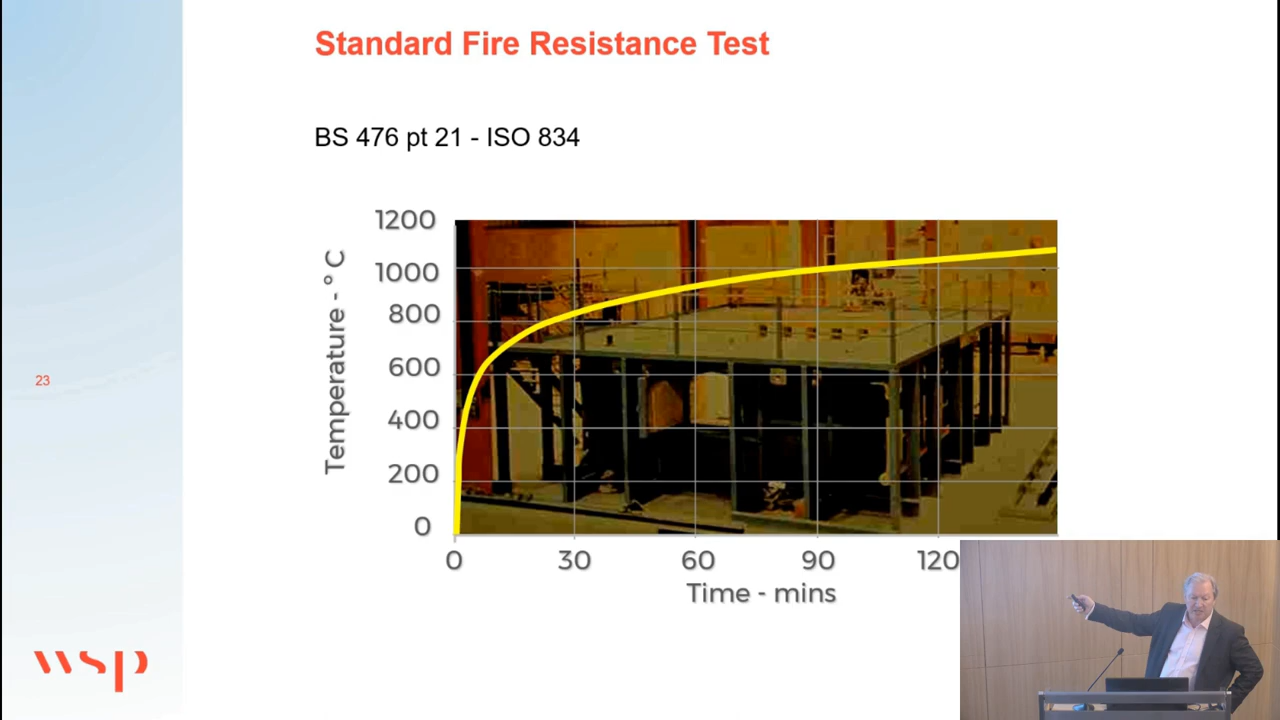 Standard Fire Resistance Test
BS 476 pt 21 - ISO 834
1200
1000
800
600
400
200
0
Temperature - ° C
0 30 60 90 120
Time - mins
23
wsp